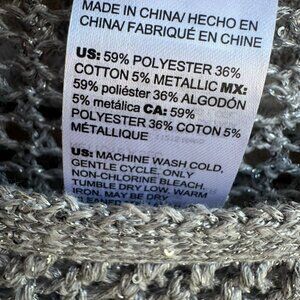 MADE IN CHINA/ HECHO EN
CHINA/ FABRIQUÉ EN CHINE
US: 59% POLYESTER 36%
COTTON 5% METALLIC MX:
59% poliéster 36% ALGODÓN
5% metálica CA: 59%
POLYESTER 36% COTON 5%
MÉTALLIQUE
US: MACHINE WASH COLD,
GENTLE CYCLE, ONLY
NON-CHLORINE BLEACH,
TUMBLE DRY LOW, WARM
IRON, MAY BE DRY